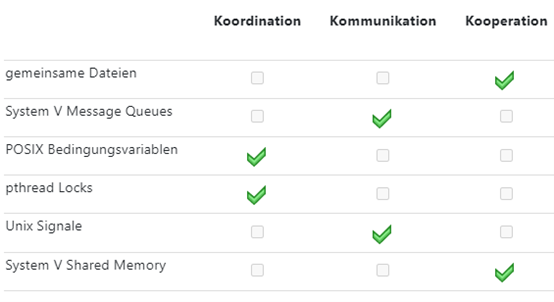 Koordination Kommunikation Kooperation
gemeinsame Dateien
System V Message Queues
POSIX Bedingungsvariablen
pthread Locks
Unix Signale
System V Shared Memory